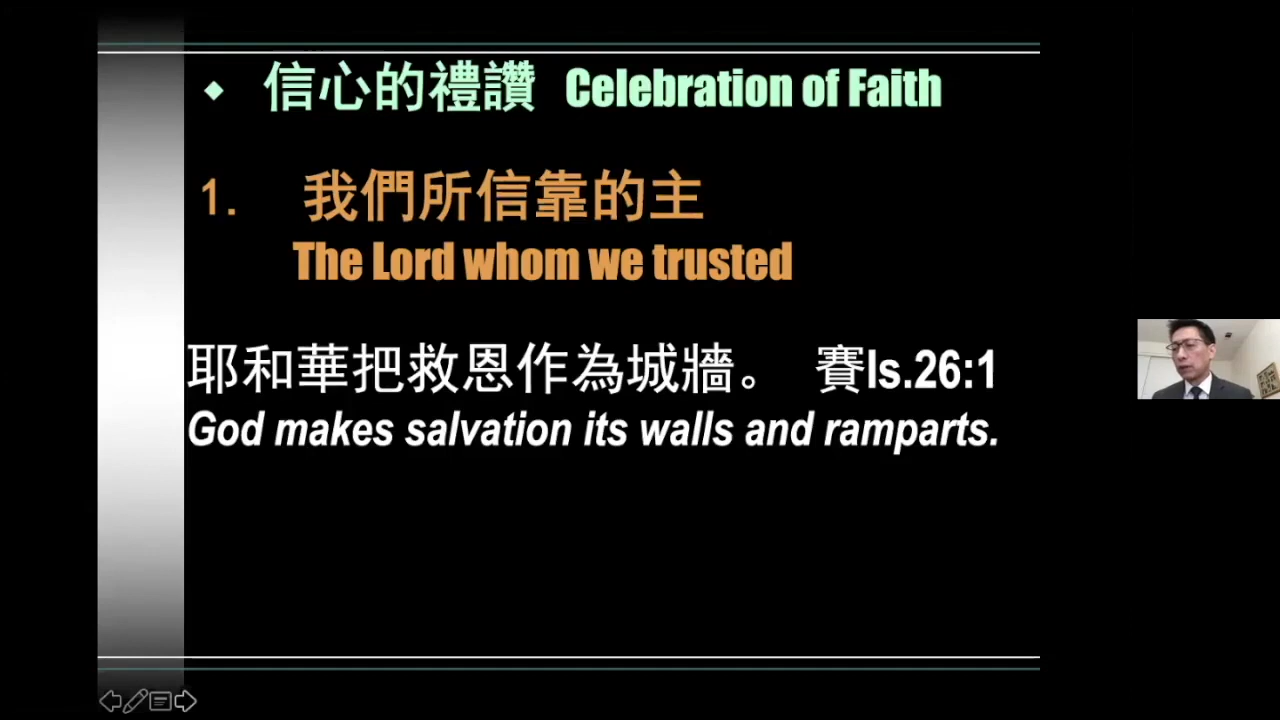 ◆ 信心的禮讚 Celebration of Faith
1. 我們所信靠的主
The Lord whom we trusted
耶和華把救恩作為城牆。 賽Is.26:1
God makes salvation its walls and ramparts.